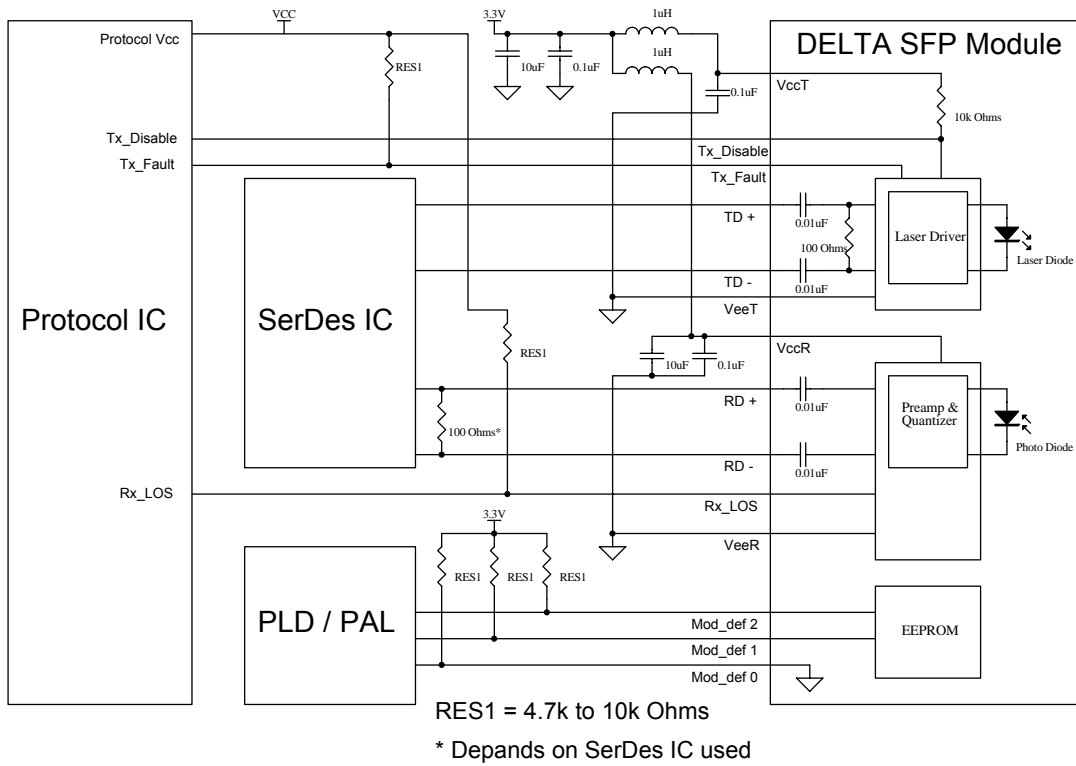 VCC
3.3V
1uH
Protocol Vcc
DELTA SFP Module
RES1
10uF
0.1uF
1uH
0.1uF
VccT
10k Ohms
Tx_Disable
Tx_Disable
Tx_Fault
Tx_Fault
TD +
0.01uF
100 Ohms
Laser Driver
Laser Diode
TD -
0.01uF
VeeT
Protocol IC
SerDes IC
RES1
10uF
0.1uF
VccR
RD +
0.01uF
Preamp &
Quantizer
100 Ohms*
Photo Diode
RD -
0.01uF
Rx_LOS
Rx_LOS
3.3V
VeeR
RES1
RES1
RES1
PLD / PAL
Mod_def 2
EEPROM
Mod_def 1
Mod_def 0
RES1 = 4.7k to 10k Ohms
* Depands on SerDes IC used